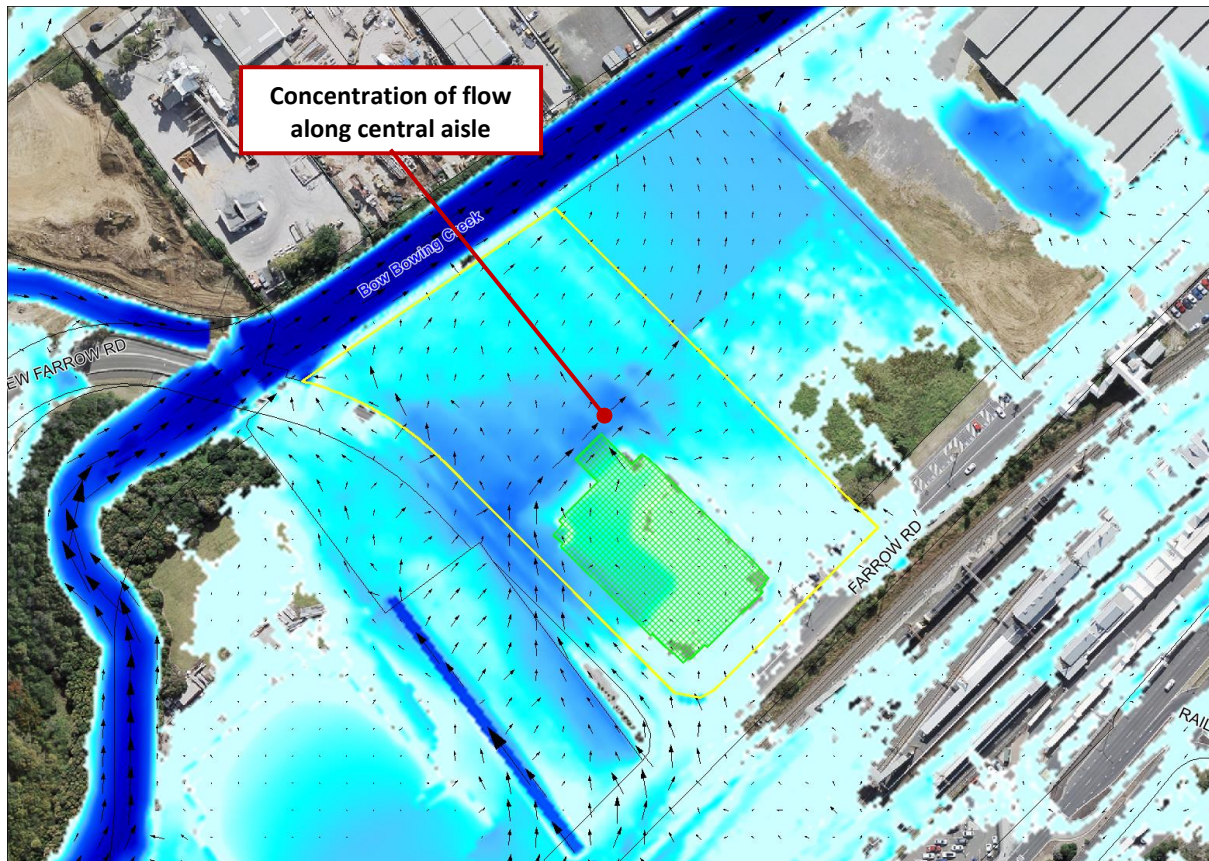 Concentration of flow
along central aisle
Bow Bowing Creek
EW FARROW RD
FARROW RD
RAIL